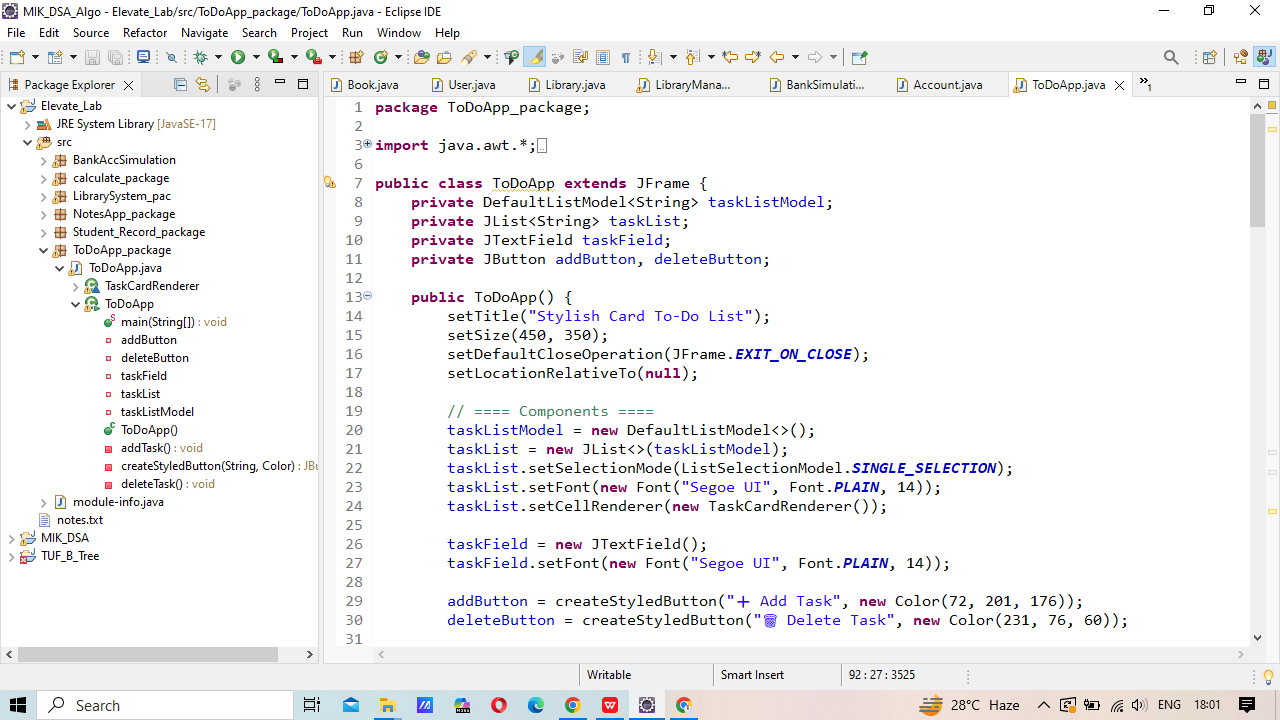 MIK_DSA_Algo - Elevate_Lab/src/ToDoApp_package/ToDoApp.java - Eclipse IDE
File Edit Source Refactor Navigate Search Project Run Window Help
Package Explorer
Book.java User.java Library.java LibraryMana... BankSimulati... Account.java ToDoApp.java »1
Elevate_Lab
JRE System Library [JavaSE-17]
src
BankAccSimulation
calculate_package
LibrarySystem_pac
NotesApp_package
Student_Record_package
ToDoApp_package
ToDoApp.java
TaskCardRenderer
ToDoApp
main(String[]) : void
addButton
deleteButton
taskField
taskList
taskListModel
ToDoApp()
addTask() : void
createStyledButton(String, Color) : JBu
deleteTask() : void
module-info.java
notes.txt
MIK_DSA
TUF_B_Tree
1 package ToDoApp_package;
2
3 import java.awt.*;
6
7 public class ToDoApp extends JFrame {
8 private DefaultListModel<String> taskListModel;
9 private JList<String> taskList;
10 private JTextField taskField;
11 private JButton addButton, deleteButton;
12
13 public ToDoApp() {
14 setTitle("Stylish Card To-Do List");
15 setSize(450, 350);
16 setDefaultCloseOperation(JFrame.EXIT_ON_CLOSE);
17 setLocationRelativeTo(null);
18
19 // ==== Components ====
20 taskListModel = new DefaultListModel<>();
21 taskList = new JList<>(taskListModel);
22 taskList.setSelectionMode(ListSelectionModel.SINGLE_SELECTION);
23 taskList.setFont(new Font("Segoe UI", Font.PLAIN, 14));
24 taskList.setCellRenderer(new TaskCardRenderer());
25
26 taskField = new JTextField();
27 taskField.setFont(new Font("Segoe UI", Font.PLAIN, 14));
28
29 addButton = createStyledButton("➕ Add Task", new Color(72, 201, 176));
30 deleteButton = createStyledButton("🗑 Delete Task", new Color(231, 76, 60));
31
Writable Smart Insert 92 : 27 : 3525
Search 28°C Haze ENG 18:01